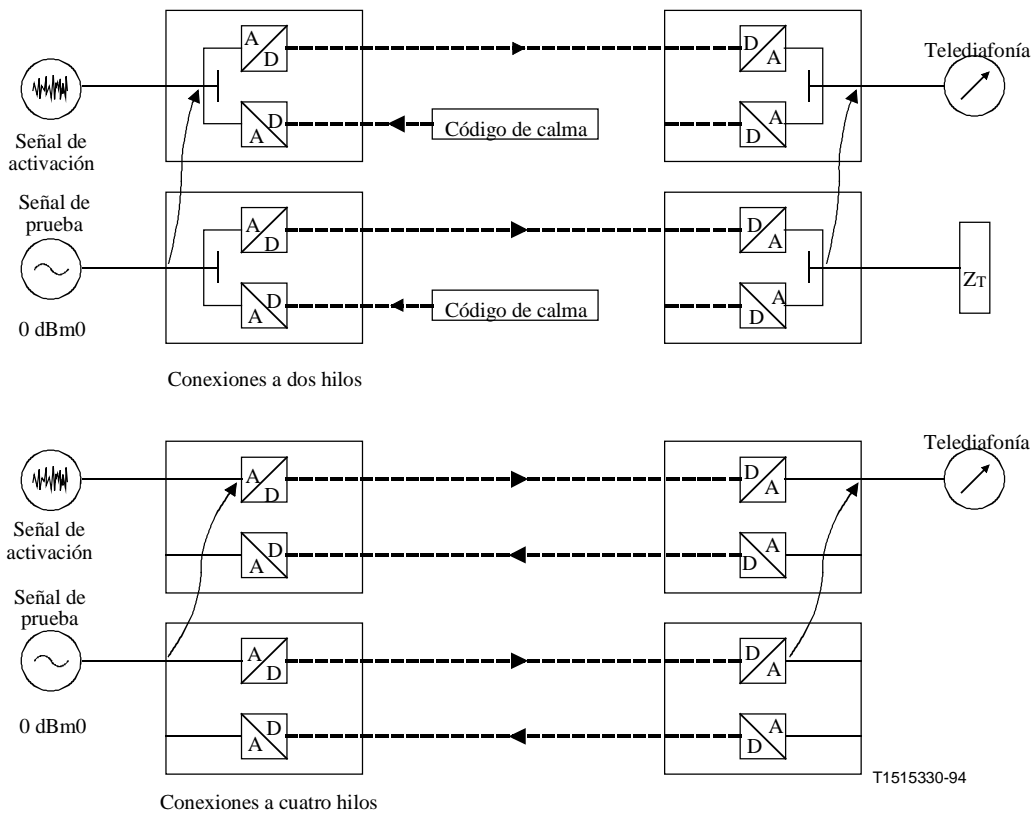 A
D
D
A
Telediafonía
Señal de
activación
A
D
Código de calma
D
A
Señal de
prueba
A
D
D
A
0 dBm0
A
D
Código de calma
D
A
ZT
Conexiones a dos hilos
A
D
D
A
Telediafonía
Señal de
activación
A
D
D
A
Señal de
prueba
A
D
D
A
0 dBm0
A
D
D
A
T1515330-94
Conexiones a cuatro hilos